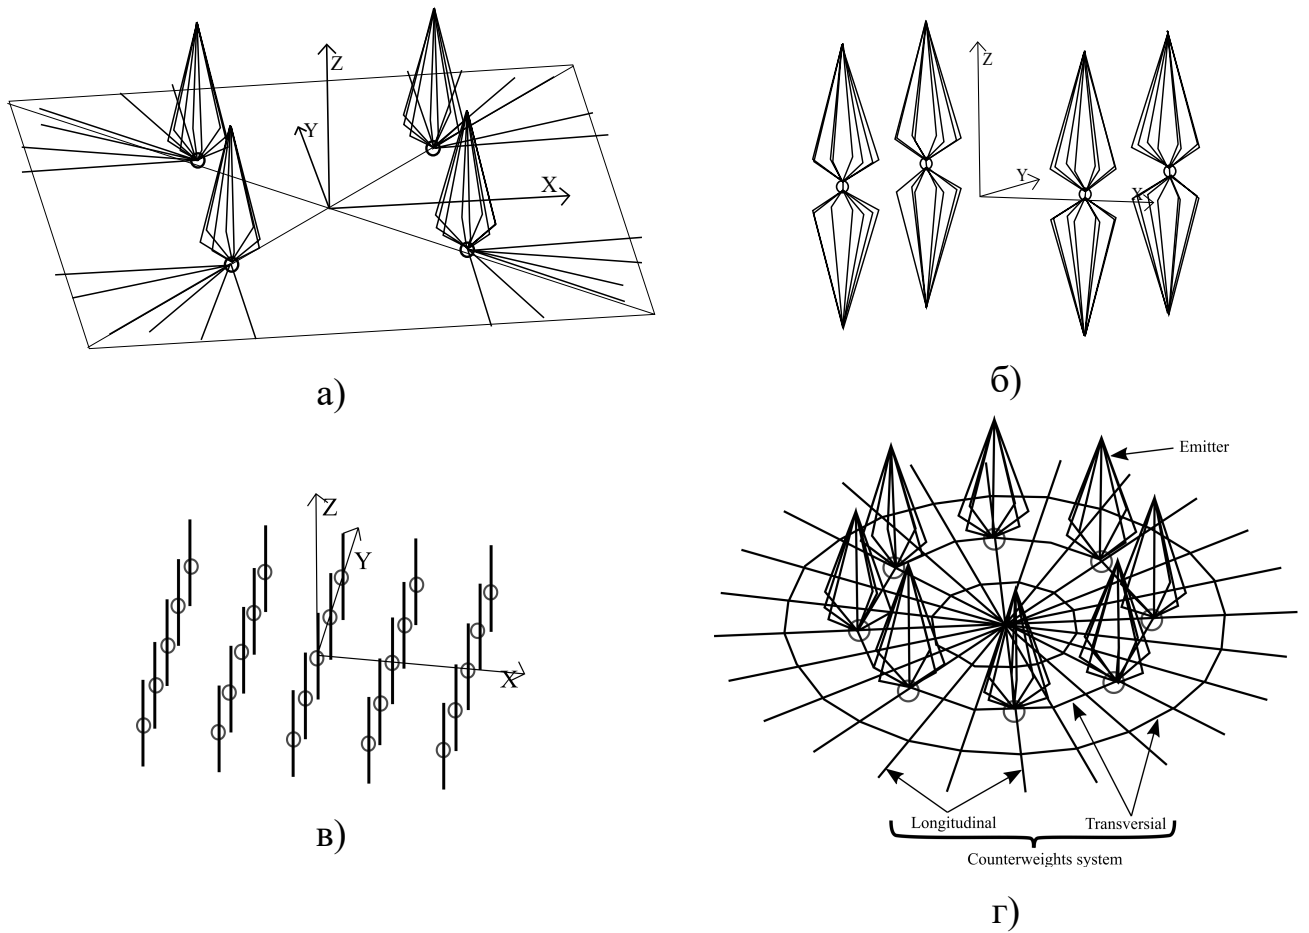 Z
Y
X
а)
Z
Y
X
б)
Z
Y
X
в)
Emitter
Longitudinal
Transversial
Counterweights system
г)